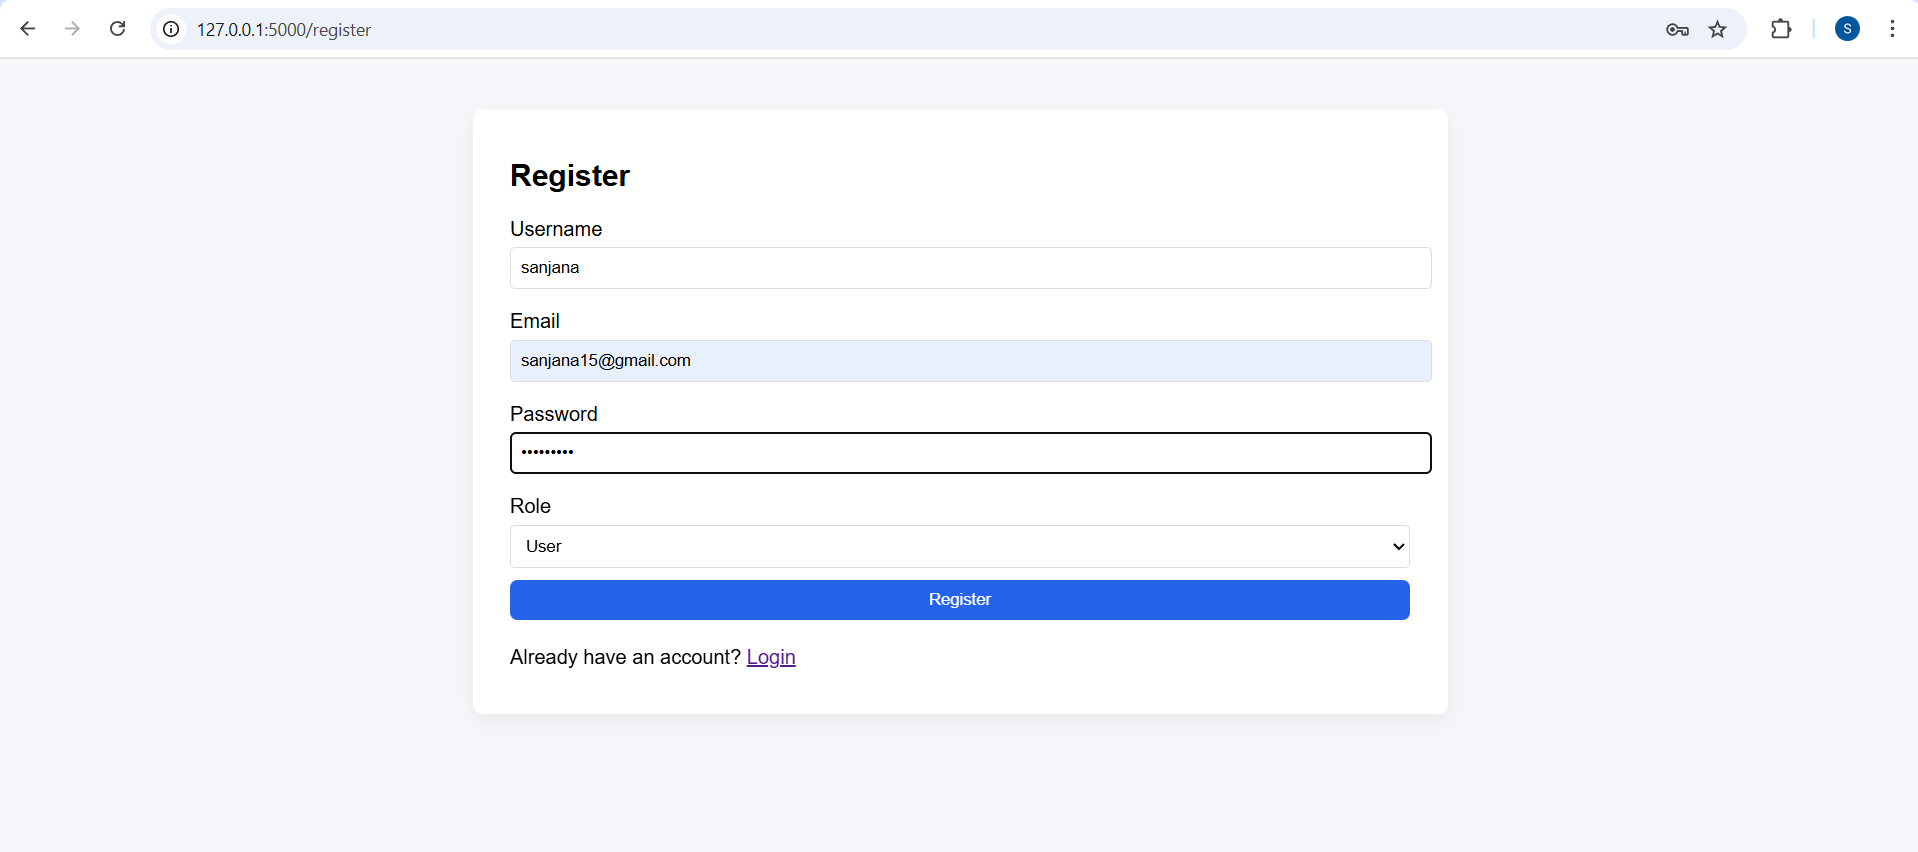 127.0.0.1:5000/register
S
Register
Username
sanjana
Email
sanjana15@gmail.com
Password
•••••••••
Role
User
Register
Already have an account? Login